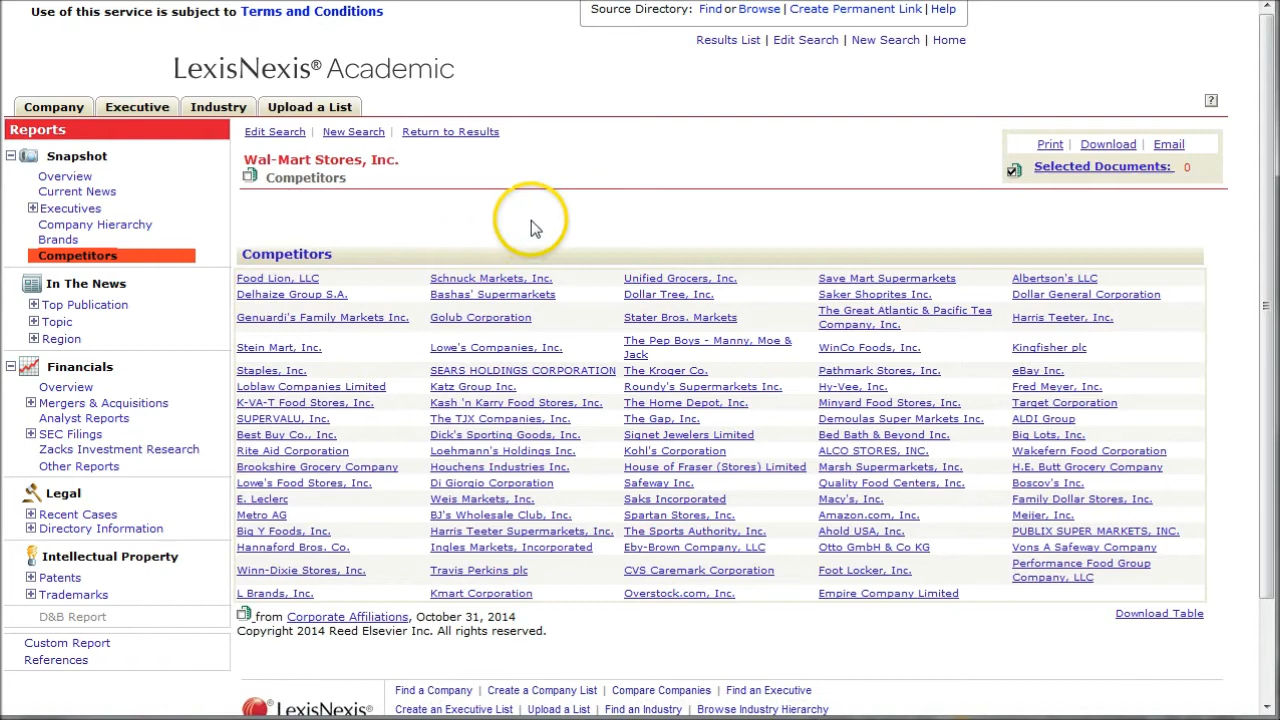 Use of this service is subject to Terms and Conditions
Source Directory: Find or Browse | Create Permanent Link | Help
Results List | Edit Search | New Search | Home
LexisNexis® Academic
Company Executive Industry Upload a List
?
Reports
Snapshot
Overview
Current News
Executives
Company Hierarchy
Brands
Competitors
In The News
Top Publication
Topic
Region
Financials
Overview
Mergers & Acquisitions
Analyst Reports
SEC Filings
Zacks Investment Research
Other Reports
Legal
Recent Cases
Directory Information
Intellectual Property
Patents
Trademarks
D&B Report
Custom Report
References
Edit Search | New Search | Return to Results
Wal-Mart Stores, Inc.
Competitors
Print | Download | Email
Selected Documents: 0
Competitors
Food Lion, LLC Schnuck Markets, Inc. Unified Grocers, Inc. Save Mart Supermarkets Albertson's LLC
Delhaize Group S.A. Bashas' Supermarkets Dollar Tree, Inc. Saker Shoprites Inc. Dollar General Corporation
Genuardi's Family Markets Inc. Golub Corporation Stater Bros. Markets The Great Atlantic & Pacific Tea Company, Inc. Harris Teeter, Inc.
Stein Mart, Inc. Lowe's Companies, Inc. The Pep Boys - Manny, Moe & Jack WinCo Foods, Inc. Kingfisher plc
Staples, Inc. SEARS HOLDINGS CORPORATION The Kroger Co. Pathmark Stores, Inc. eBay Inc.
Loblaw Companies Limited Katz Group Inc. Roundy's Supermarkets Inc. Hy-Vee, Inc. Fred Meyer, Inc.
K-VA-T Food Stores, Inc. Kash 'n Karry Food Stores, Inc. The Home Depot, Inc. Minyard Food Stores, Inc. Target Corporation
SUPERVALU, Inc. The TJX Companies, Inc. The Gap, Inc. Demoulas Super Markets Inc. ALDI Group
Best Buy Co., Inc. Dick's Sporting Goods, Inc. Signet Jewelers Limited Bed Bath & Beyond Inc. Big Lots, Inc.
Rite Aid Corporation Loehmann's Holdings Inc. Kohl's Corporation ALCO STORES, INC. Wakefern Food Corporation
Brookshire Grocery Company Houchens Industries Inc. House of Fraser (Stores) Limited Marsh Supermarkets, Inc. H.E. Butt Grocery Company
Lowe's Food Stores, Inc. Di Giorgio Corporation Safeway Inc. Quality Food Centers, Inc. Boscov's Inc.
E. Leclerc Weis Markets, Inc. Saks Incorporated Macy's, Inc. Family Dollar Stores, Inc.
Metro AG BJ's Wholesale Club, Inc. Spartan Stores, Inc. Amazon.com, Inc. Meijer, Inc.
Big Y Foods, Inc. Harris Teeter Supermarkets, Inc. The Sports Authority, Inc. Ahold USA, Inc. PUBLIX SUPER MARKETS, INC.
Hannaford Bros. Co. Ingles Markets, Incorporated Eby-Brown Company, LLC Otto GmbH & Co KG Vons A Safeway Company
Winn-Dixie Stores, Inc. Travis Perkins plc CVS Caremark Corporation Foot Locker, Inc. Performance Food Group Company, LLC
L Brands, Inc. Kmart Corporation Overstock.com, Inc. Empire Company Limited
from Corporate Affiliations, October 31, 2014
Download Table
Copyright 2014 Reed Elsevier Inc. All rights reserved.
LexisNexis®
Find a Company | Create a Company List | Compare Companies | Find an Executive
Create an Executive List | Upload a List | Find an Industry | Browse Industry Hierarchy